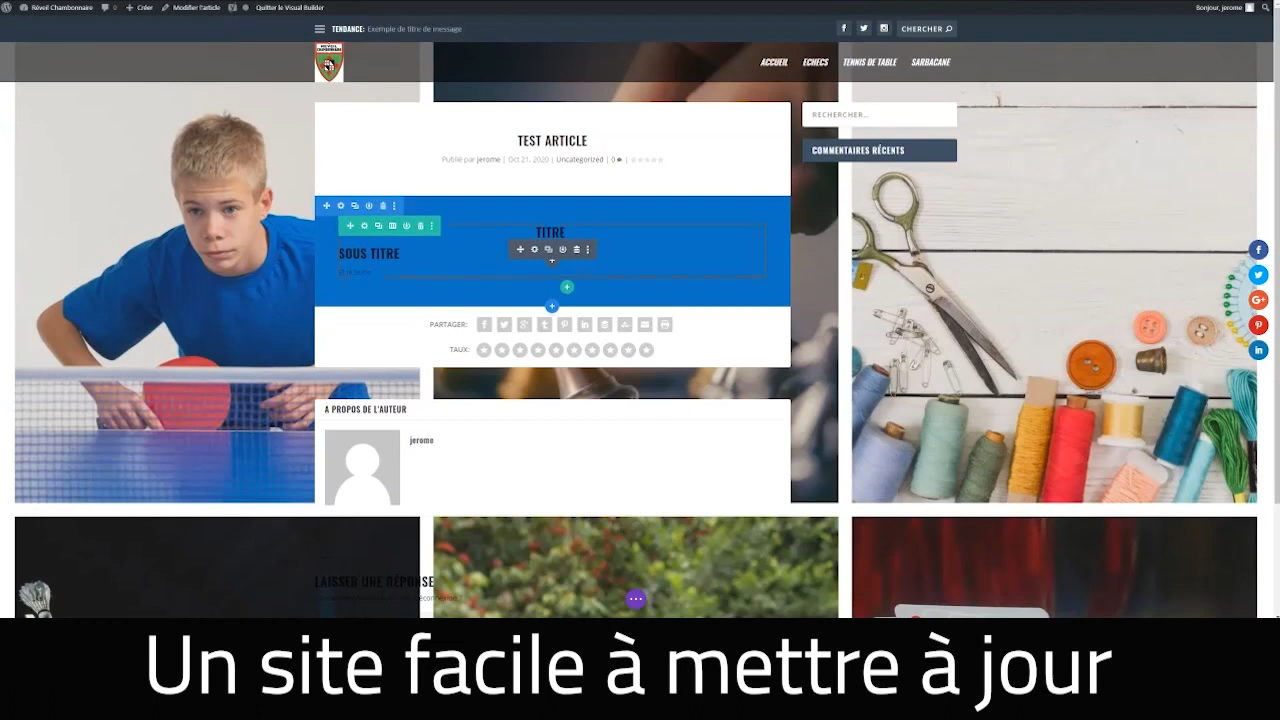 Réveil Chambonnaire 0 Créer Modifier l'article Quitter le Visual Builder Bonjour, jerome
TENDANCE: Exemple de titre de message CHERCHER
ACCUEIL ECHECS TENNIS DE TABLE SARBACANE
RECHERCHER…
TEST ARTICLE
Publié par jerome | Oct 21, 2020 | Uncategorized | 0 |
COMMENTAIRES RÉCENTS
TITRE
SOUS TITRE
PARTAGER:
TAUX:
A PROPOS DE L'AUTEUR
jerome
LAISSER UNE RÉPONSE
Un site facile à mettre à jour